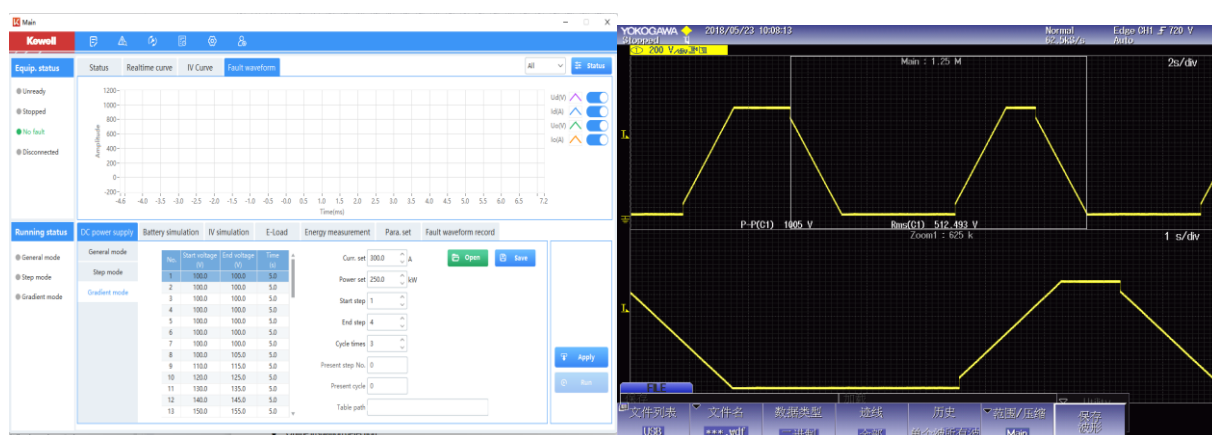 Main
Kowell
Equip. status
Unready
Stopped
No fault
Disconnected
Status Realtime curve IV Curve Fault waveform
All Status
Amplitude
1200
1000
800
600
400
200
0
-200
-4.6 -4.0 -3.5 -3.0 -2.5 -2.0 -1.5 -1.0 -0.5 -0.0 0.5 1.0 1.5 2.0 2.5 3.0 3.5 4.0 4.5 5.0 5.5 6.0 6.5 7.2
Time(ms)
Running status
General mode
Step mode
Gradient mode
DC power supply Battery simulation IV simulation E-Load Energy measurement Para. set Fault waveform record
General mode
Step mode
Gradient mode
No. Start voltage (V) End voltage (V) Time (s)
1 100.0 100.0 5.0
2 100.0 100.0 5.0
3 100.0 100.0 5.0
4 100.0 100.0 5.0
5 100.0 100.0 5.0
6 100.0 100.0 5.0
7 100.0 100.0 5.0
8 100.0 105.0 5.0
9 110.0 115.0 5.0
10 120.0 125.0 5.0
11 130.0 135.0 5.0
12 140.0 145.0 5.0
13 150.0 155.0 5.0
Curr. set 300.0 A
Power set 250.0 kW
Start step 1
End step 4
Cycle times 3
Present step No. 0
Present cycle 0
Table path
Open Save
Apply
Run
YOKOGAWA 2018/05/23 10:08:13
Stopped
Normal
62.5kS/s
Edge CH1 720 V
Auto
200 V
Main : 1.25 M
2s/div
P-P(C1) 1005 V
Rms(C1) 512.493 V
Zoom1 : 625 k
1 s/div
FILE
文件列表
USB
文件名
***.wdf
数据类型
迹线
历史
范围/压缩
Main
保存
波形